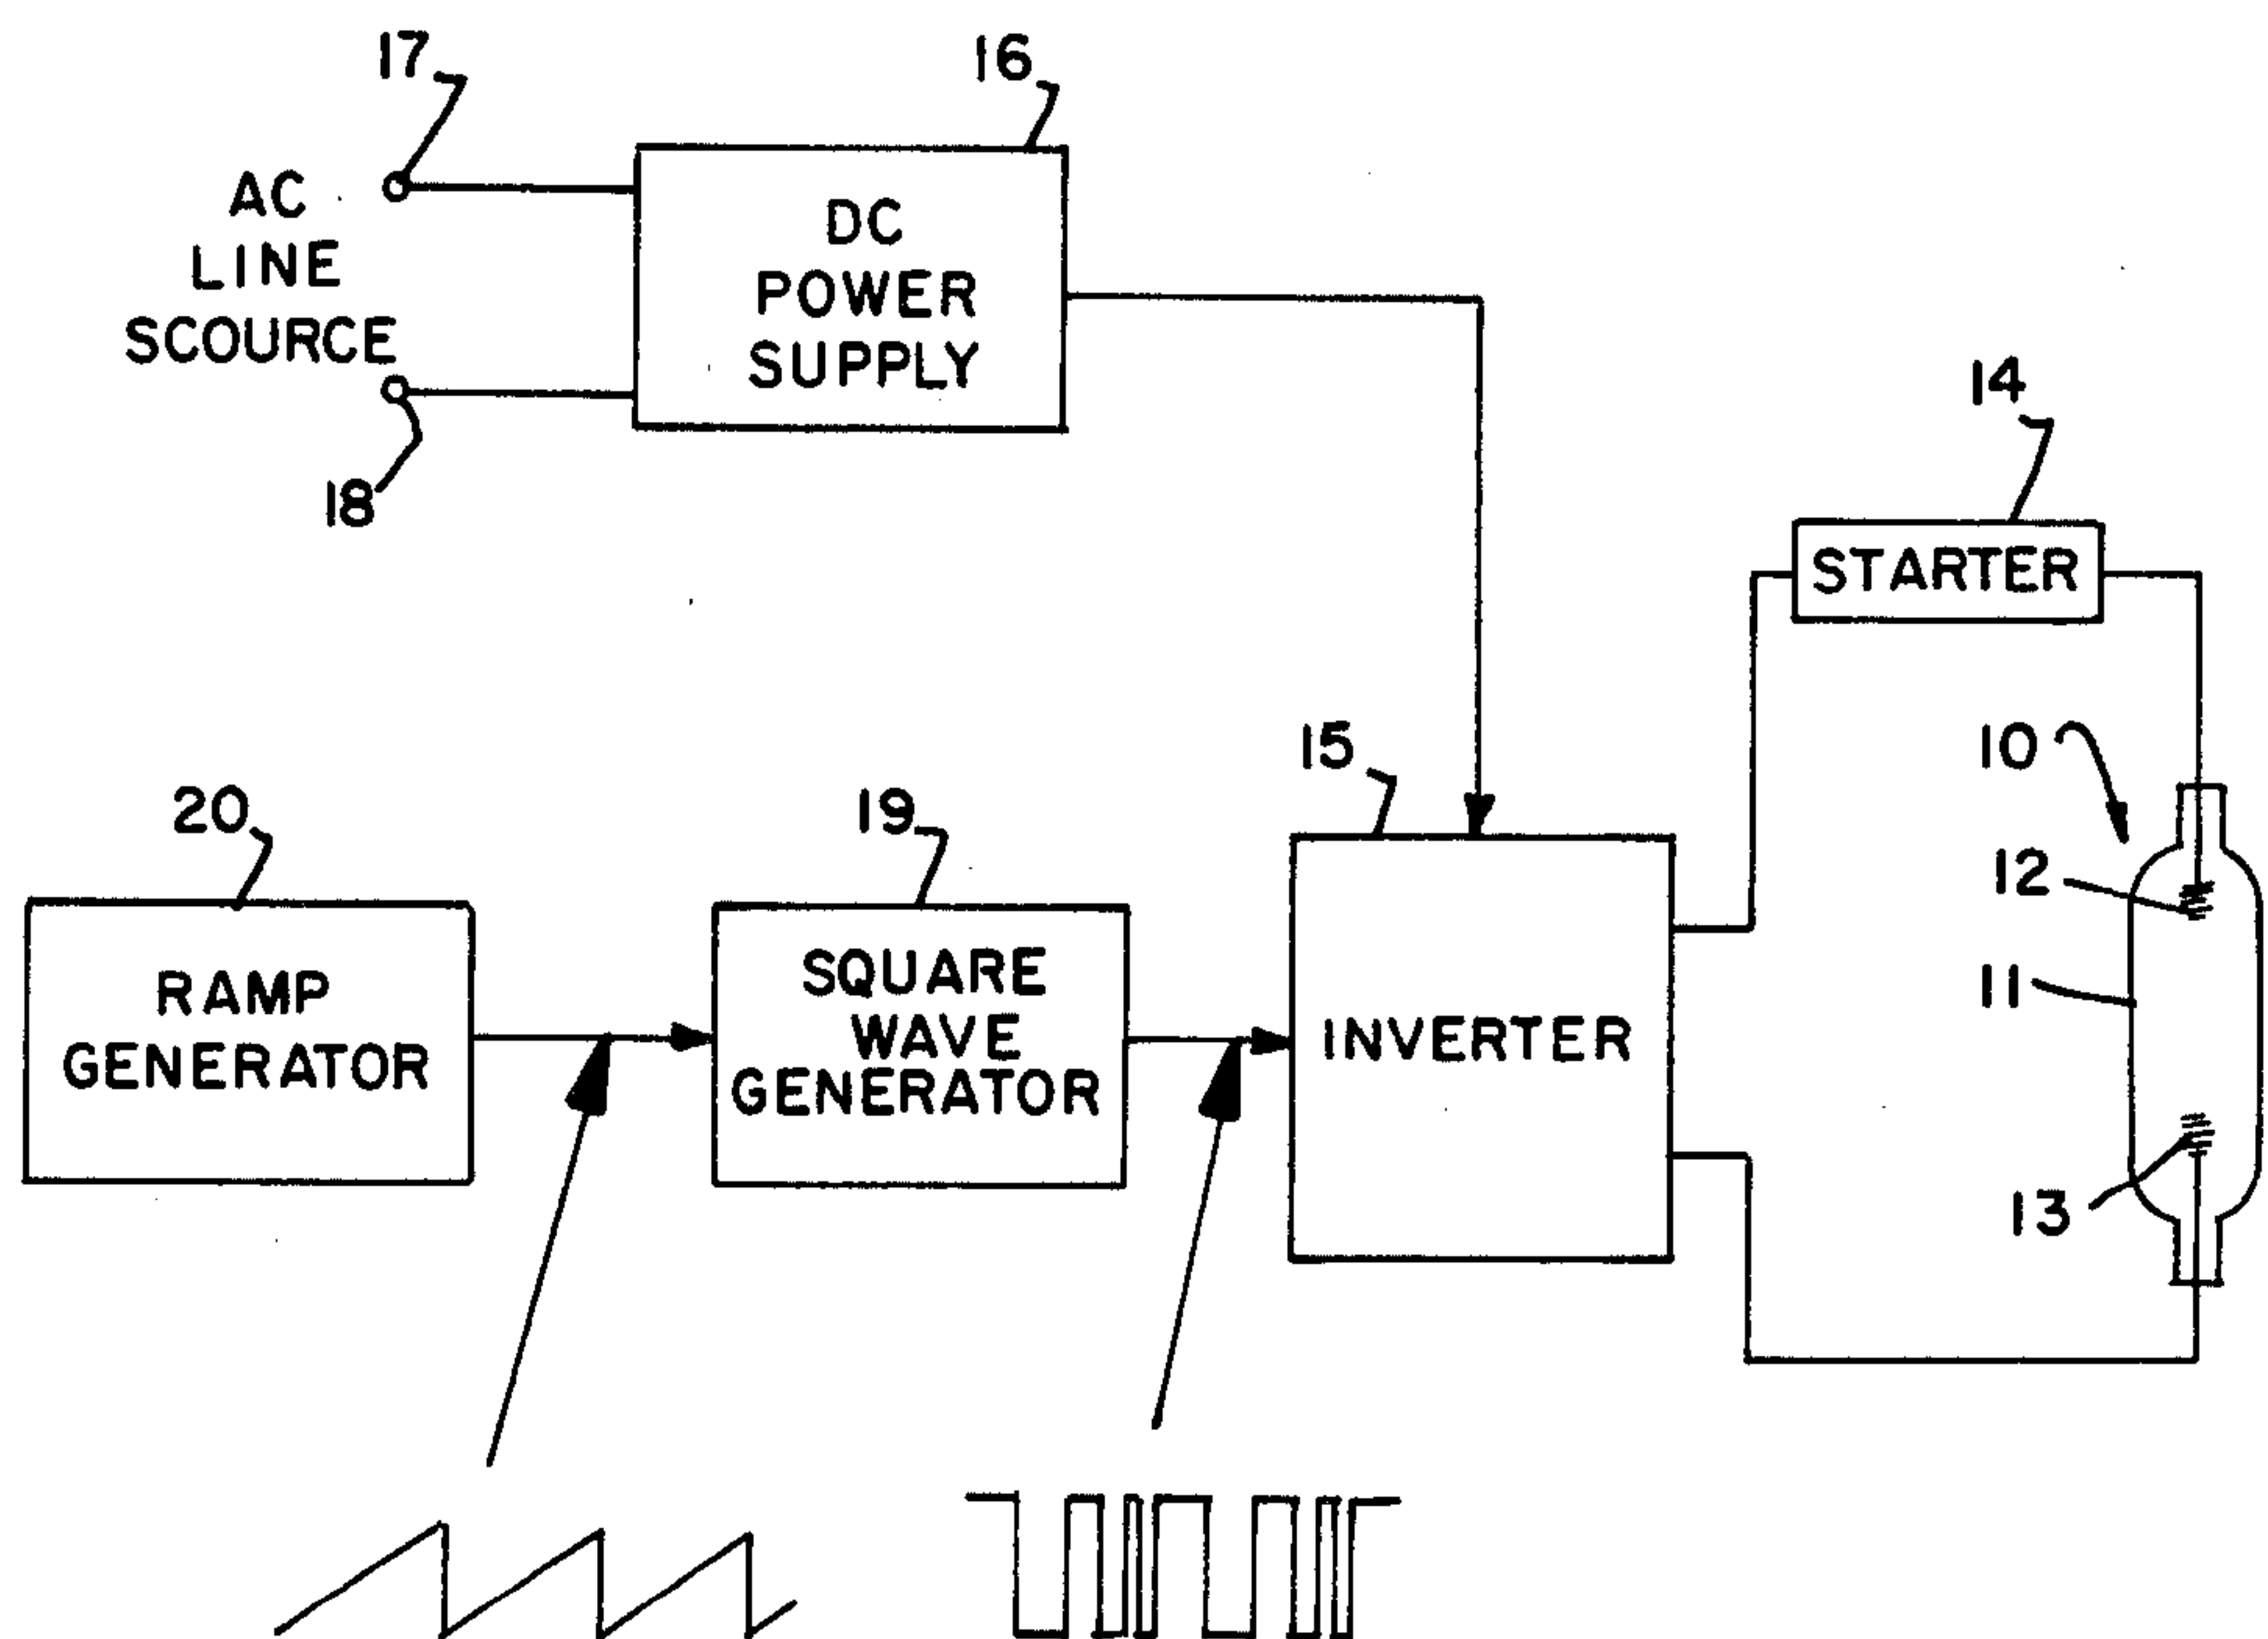 17
16
AC
LINE
SCOURCE
DC
POWER
SUPPLY
18
14
STARTER
15
10
20
19
12
RAMP
GENERATOR
SQUARE
WAVE
GENERATOR
INVERTER
11
13